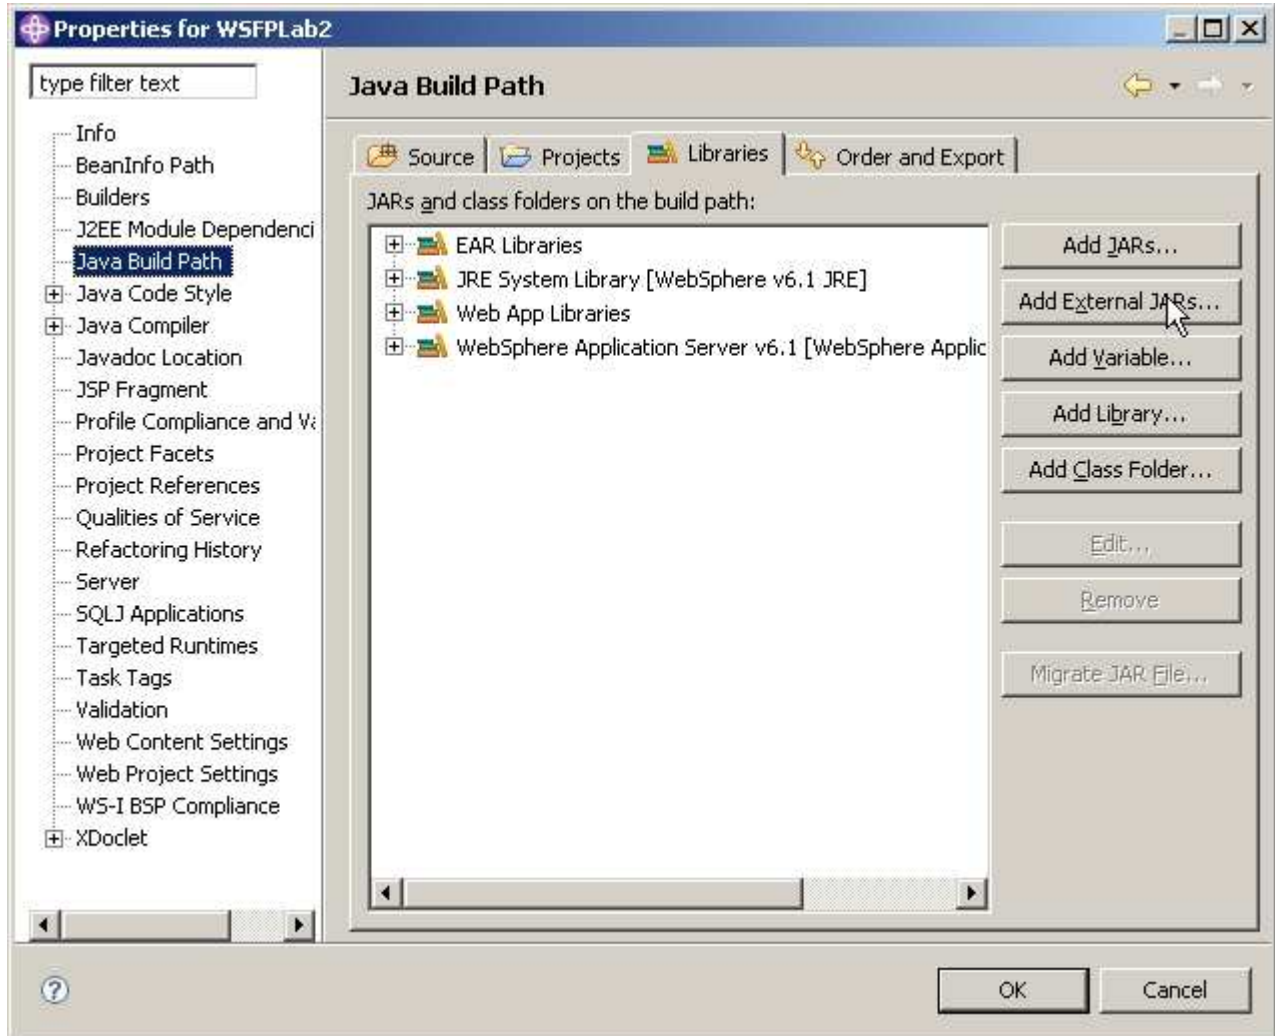 Properties for WSFPLab2
type filter text
Info
BeanInfo Path
Builders
J2EE Module Dependenci
Java Build Path
Java Code Style
Java Compiler
Javadoc Location
JSP Fragment
Profile Compliance and Va
Project Facets
Project References
Qualities of Service
Refactoring History
Server
SQLJ Applications
Targeted Runtimes
Task Tags
Validation
Web Content Settings
Web Project Settings
WS-I BSP Compliance
XDoclet
Java Build Path
Source Projects Libraries Order and Export
JARs and class folders on the build path:
EAR Libraries
JRE System Library [WebSphere v6.1 JRE]
Web App Libraries
WebSphere Application Server v6.1 [WebSphere Applic
Add JARs...
Add External JARs...
Add Variable...
Add Library...
Add Class Folder...
Edit...
Remove
Migrate JAR File...
OK Cancel